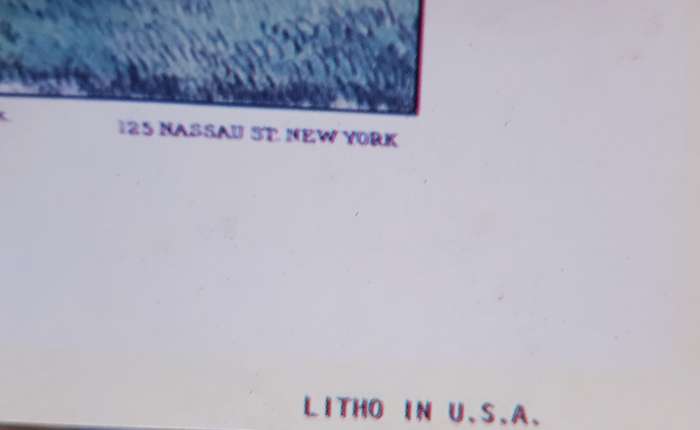 125 NASSAU ST. NEW YORK
LITHO IN U.S.A.